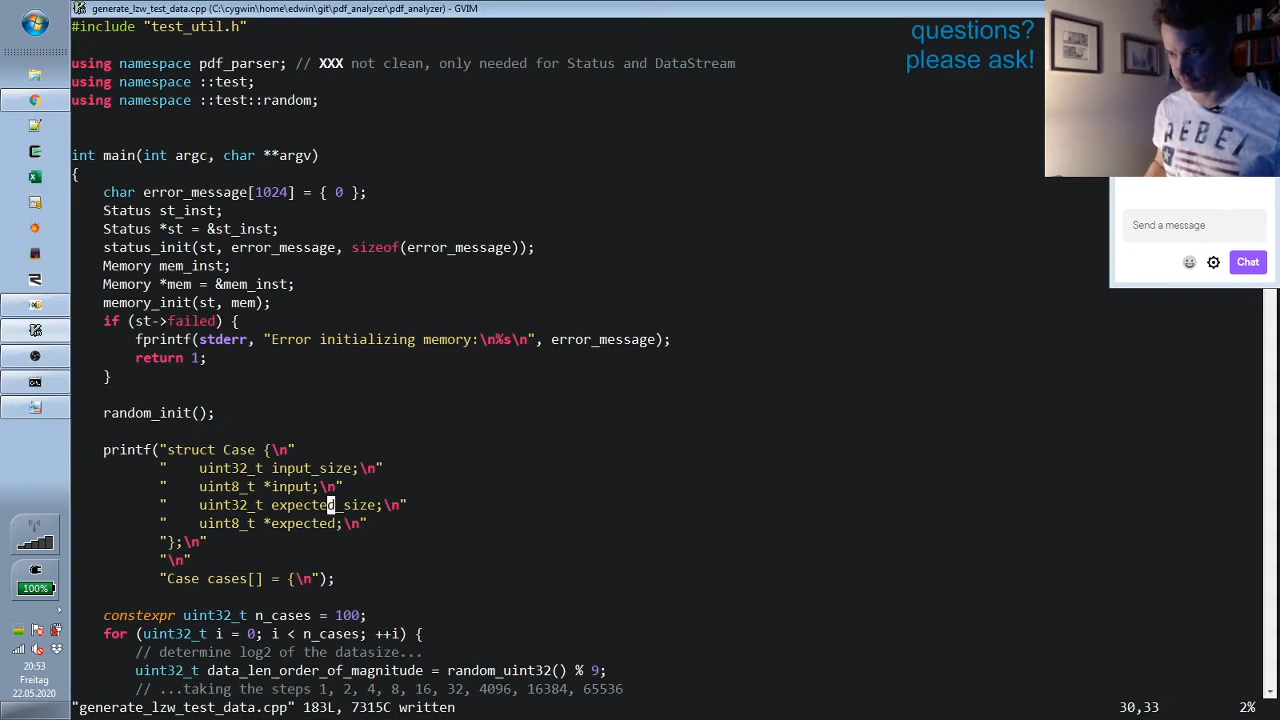 generate_lzw_test_data.cpp (C:\cygwin\home\edwin\git\pdf_analyzer\pdf_analyzer) - GVIM
#include "test_util.h"
questions?
please ask!
using namespace pdf_parser; // XXX not clean, only needed for Status and DataStream
using namespace ::test;
using namespace ::test::random;
REBEL
int main(int argc, char **argv)
{
    char error_message[1024] = { 0 };
    Status st_inst;
    Status *st = &st_inst;
    status_init(st, error_message, sizeof(error_message));
    Memory mem_inst;
    Memory *mem = &mem_inst;
    memory_init(st, mem);
    if (st->failed) {
        fprintf(stderr, "Error initializing memory:\n%s\n", error_message);
        return 1;
    }
    random_init();
    printf("struct Case {\n"
           "    uint32_t input_size;\n"
           "    uint8_t *input;\n"
           "    uint32_t expected_size;\n"
           "    uint8_t *expected;\n"
           "};\n"
           "\n"
           "Case cases[] = {\n");
    constexpr uint32_t n_cases = 100;
    for (uint32_t i = 0; i < n_cases; ++i) {
        // determine log2 of the datasize...
        uint32_t data_len_order_of_magnitude = random_uint32() % 9;
        // ...taking the steps 1, 2, 4, 8, 16, 32, 4096, 16384, 65536
"generate_lzw_test_data.cpp" 183L, 7315C written
30,33
2%
Send a message
Chat
100%
20:53
Freitag
22.05.2020